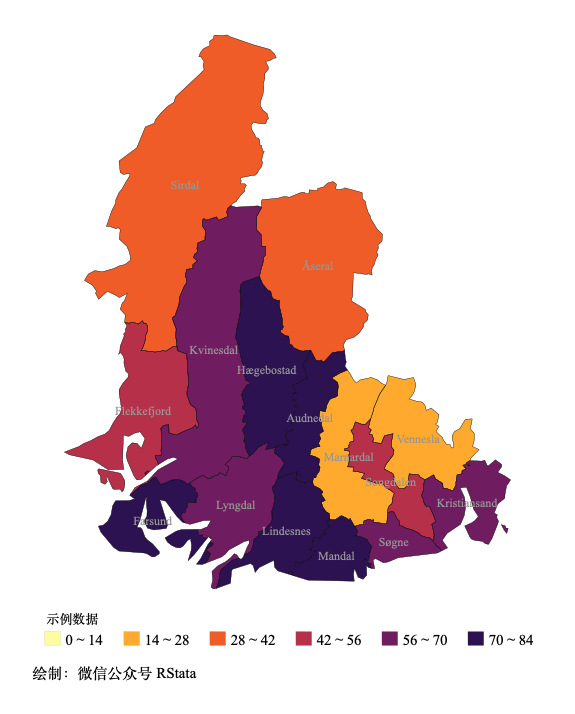 Sirdal
Åseral
Kvinesdal
Hægebostad
Flekkefjord
Audnedal
Vennesla
Marnardal
Songdalen
Kristiansand
Lyngdal
Farsund
Lindesnes
Søgne
Mandal
示例数据
0 ~ 14 14 ~ 28 28 ~ 42 42 ~ 56 56 ~ 70 70 ~ 84
绘制：微信公众号 RStata